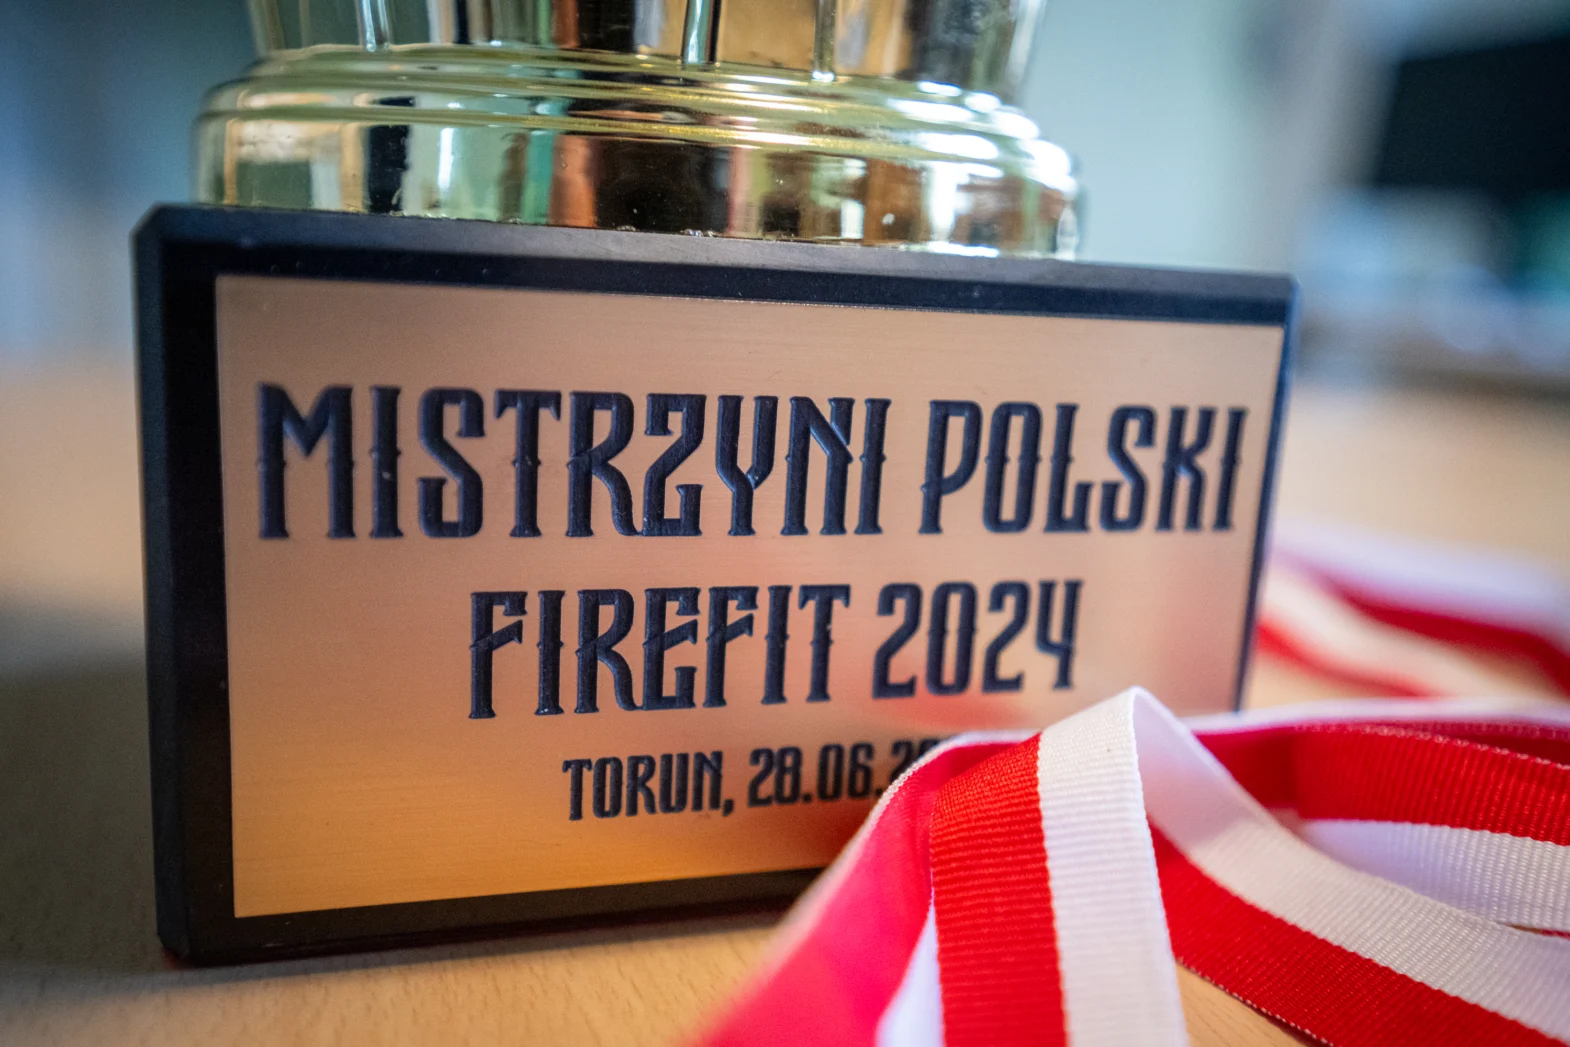 MISTRZYNI POLSKI
FIREFIT 2024
TORUN, 28.06.2